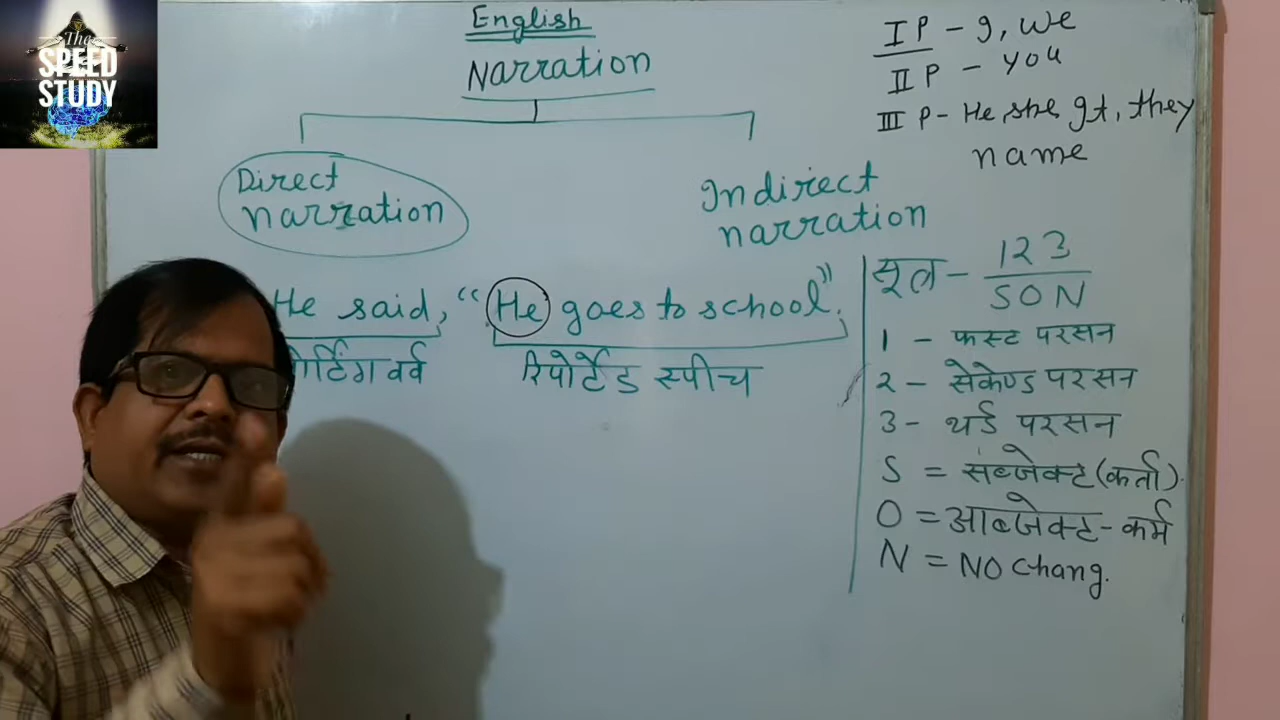 The
SPEED
STUDY
English
Narration
I P - I, we
II P - you
III P - He, she It, they
name
Direct
narration
Indirect
narration
He said, “He goes to school”.
वर्व
रिपोर्टेड स्पीच
सूत्र - 123
SON
1 - फस्ट परसन
2 - सेकेण्ड परसन
3 - थर्ड परसन
S = सब्जेक्ट (कर्ता).
O = आब्जेक्ट - कर्म
N = NO chang.